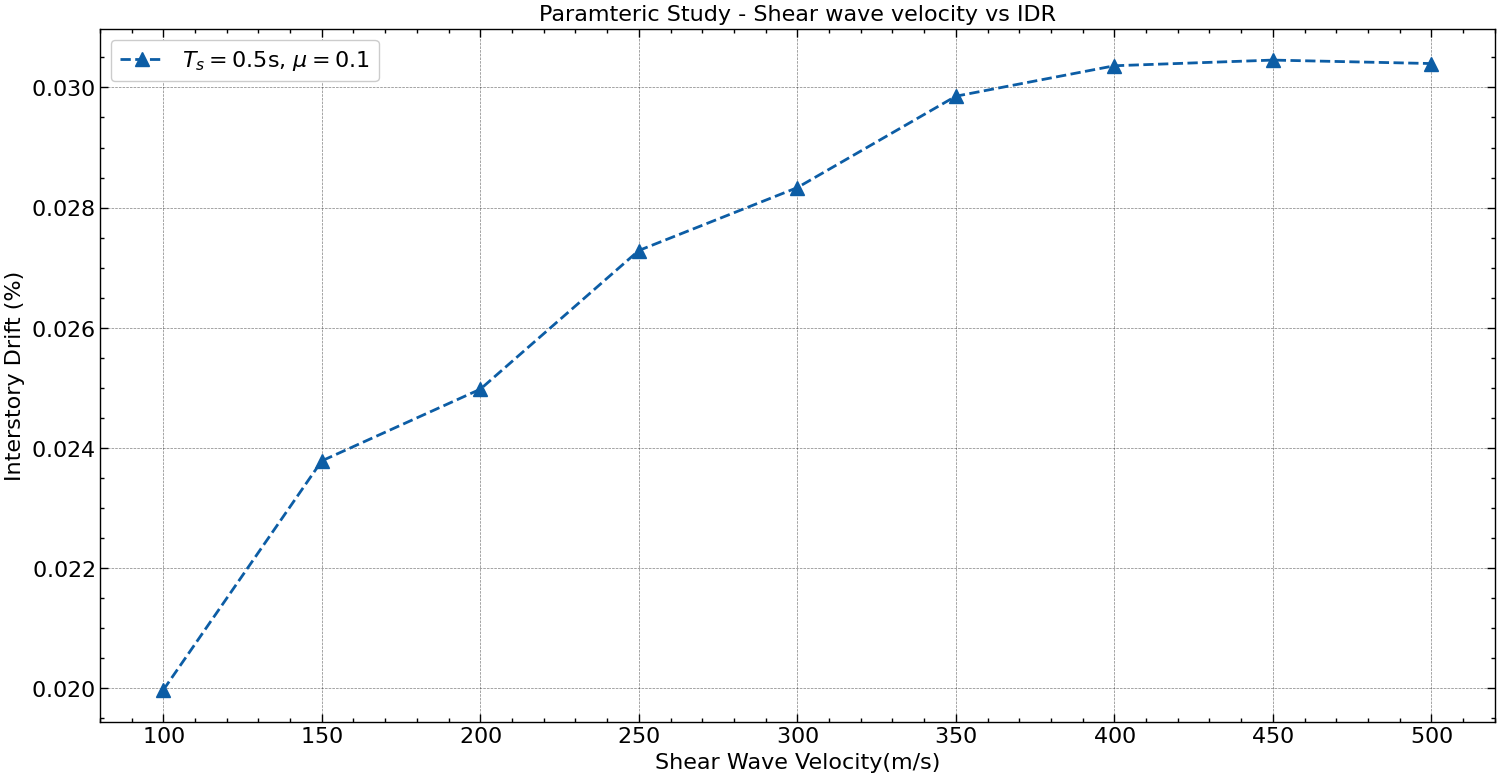 Paramteric Study - Shear wave velocity vs IDR
T_s = 0.5s, μ = 0.1
Interstory Drift (%)
0.030
0.028
0.026
0.024
0.022
0.020
100 150 200 250 300 350 400 450 500
Shear Wave Velocity(m/s)